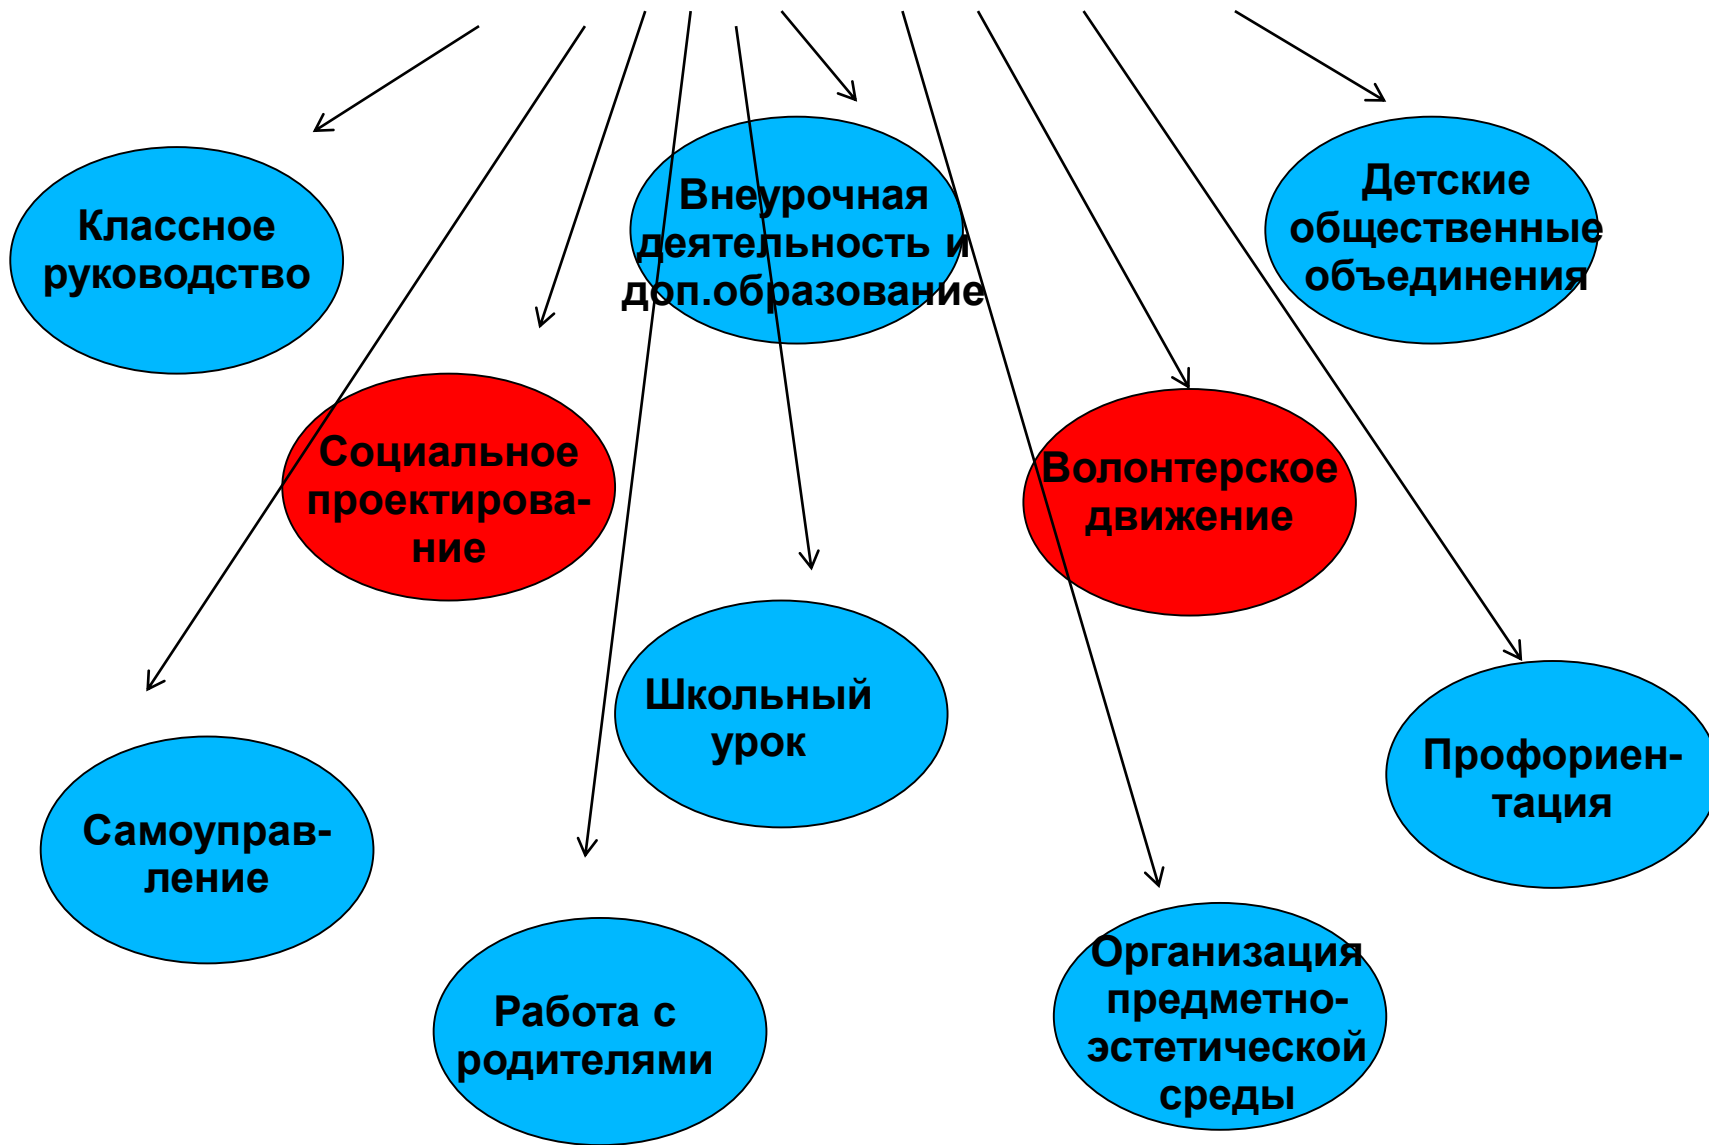 Классное
руководство
Внеурочная
деятельность и
доп.образование
Детские
общественные
объединения
Социальное
проектирова-
ние
Волонтерское
движение
Школьный
урок
Профориен-
тация
Самоуправ-
ление
Работа с
родителями
Организация
предметно-
эстетической
среды